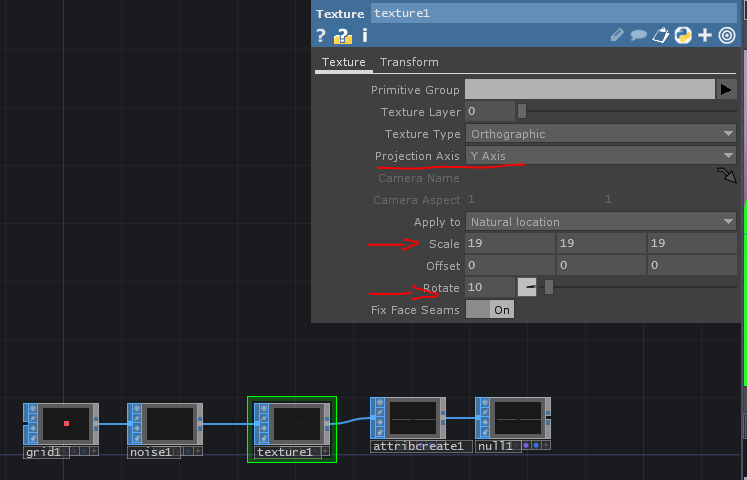 Texture texture1
? ? i
Texture Transform
Primitive Group
Texture Layer 0
Texture Type Orthographic
Projection Axis Y Axis
Camera Name
Camera Aspect 1 1
Apply to Natural location
Scale 19 19 19
Offset 0 0 0
Rotate 10
Fix Face Seams On
grid1 noise1 texture1 attribcreate1 null1